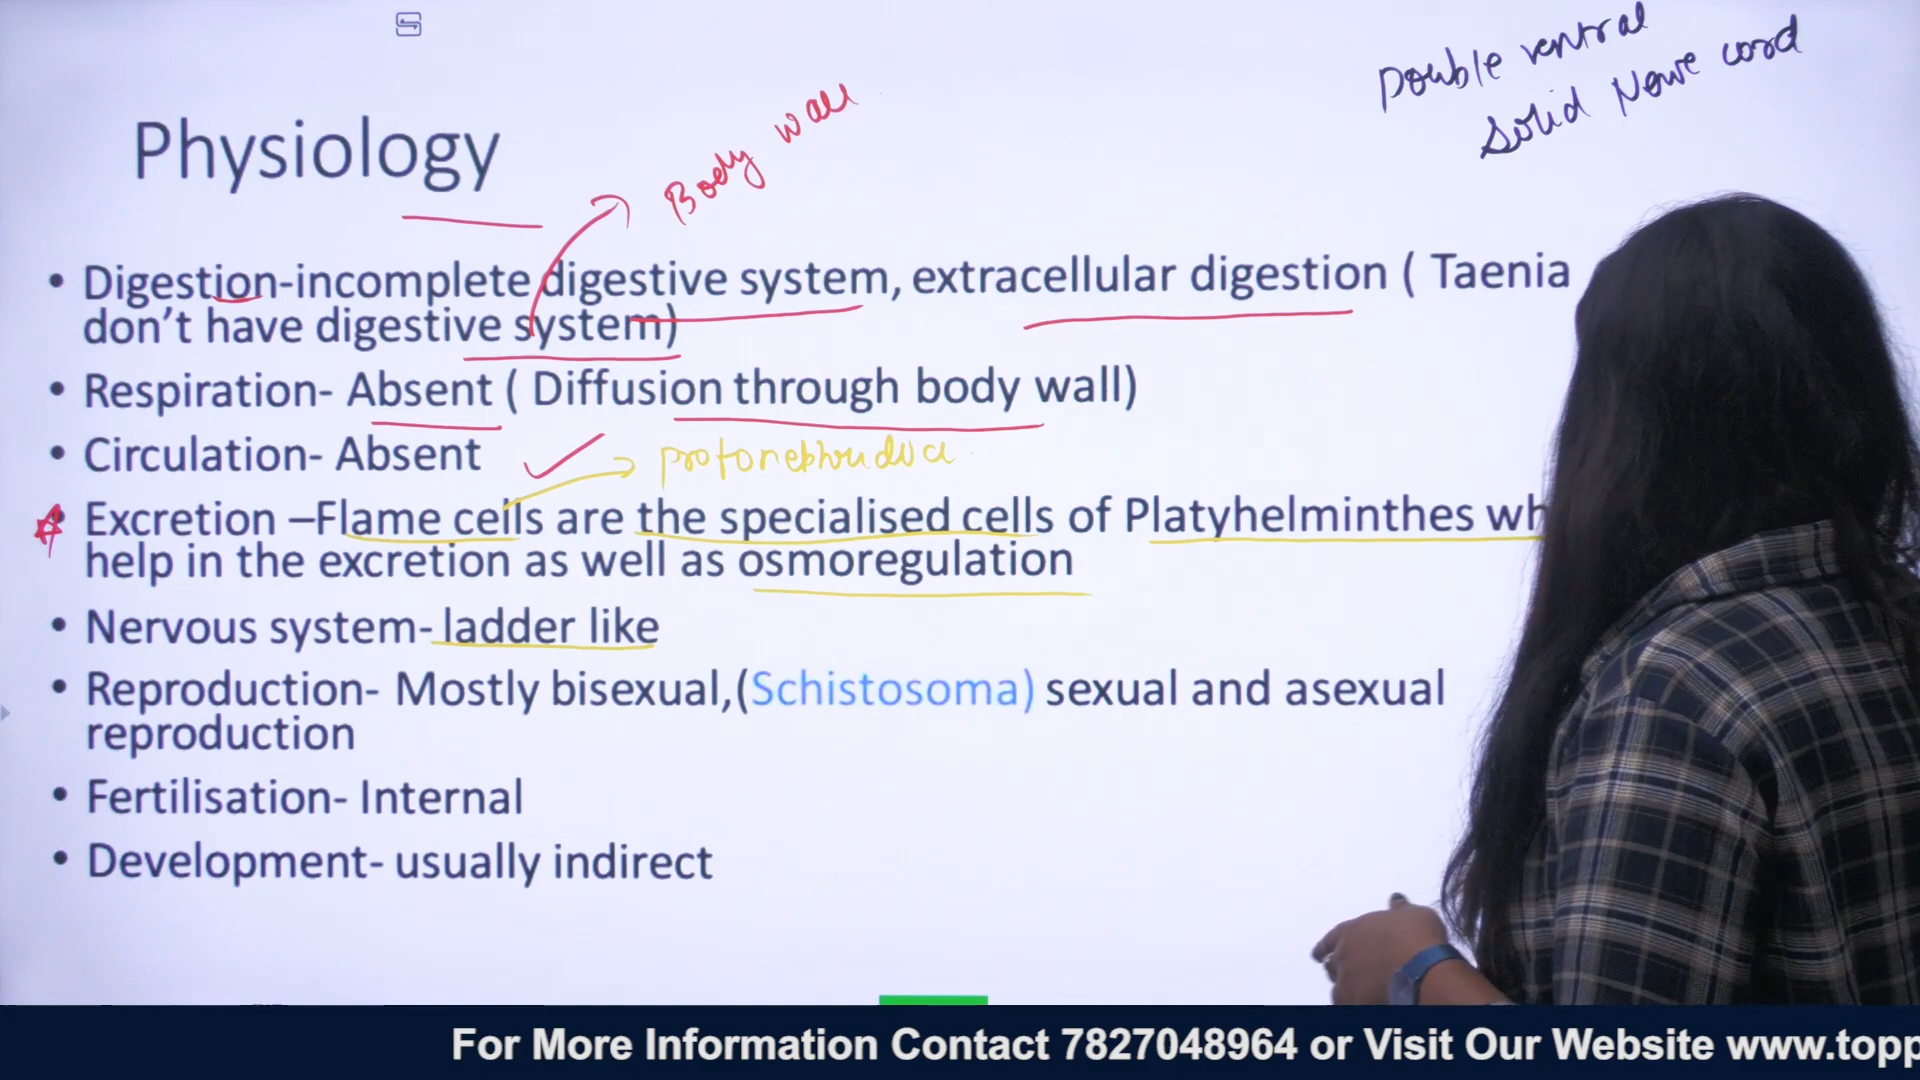 Double ventral
Solid Nerve cord
Body wall
Physiology
• Digestion-incomplete digestive system, extracellular digestion ( Taenia
don't have digestive system)
• Respiration- Absent ( Diffusion through body wall)
• Circulation- Absent
• Excretion –Flame cells are the specialised cells of Platyhelminthes wh
help in the excretion as well as osmoregulation
• Nervous system- ladder like
• Reproduction- Mostly bisexual,(Schistosoma) sexual and asexual
reproduction
• Fertilisation- Internal
• Development- usually indirect
For More Information Contact 7827048964 or Visit Our Website www.topp